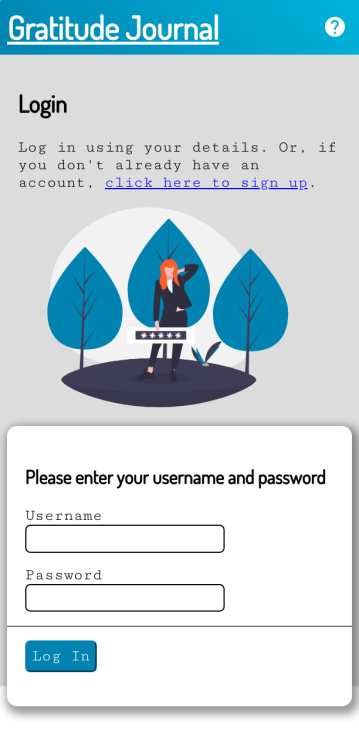 Gratitude Journal
?
Login
Log in using your details. Or, if
you don't already have an
account, click here to sign up.
*****
Please enter your username and password
Username
Password
Log In